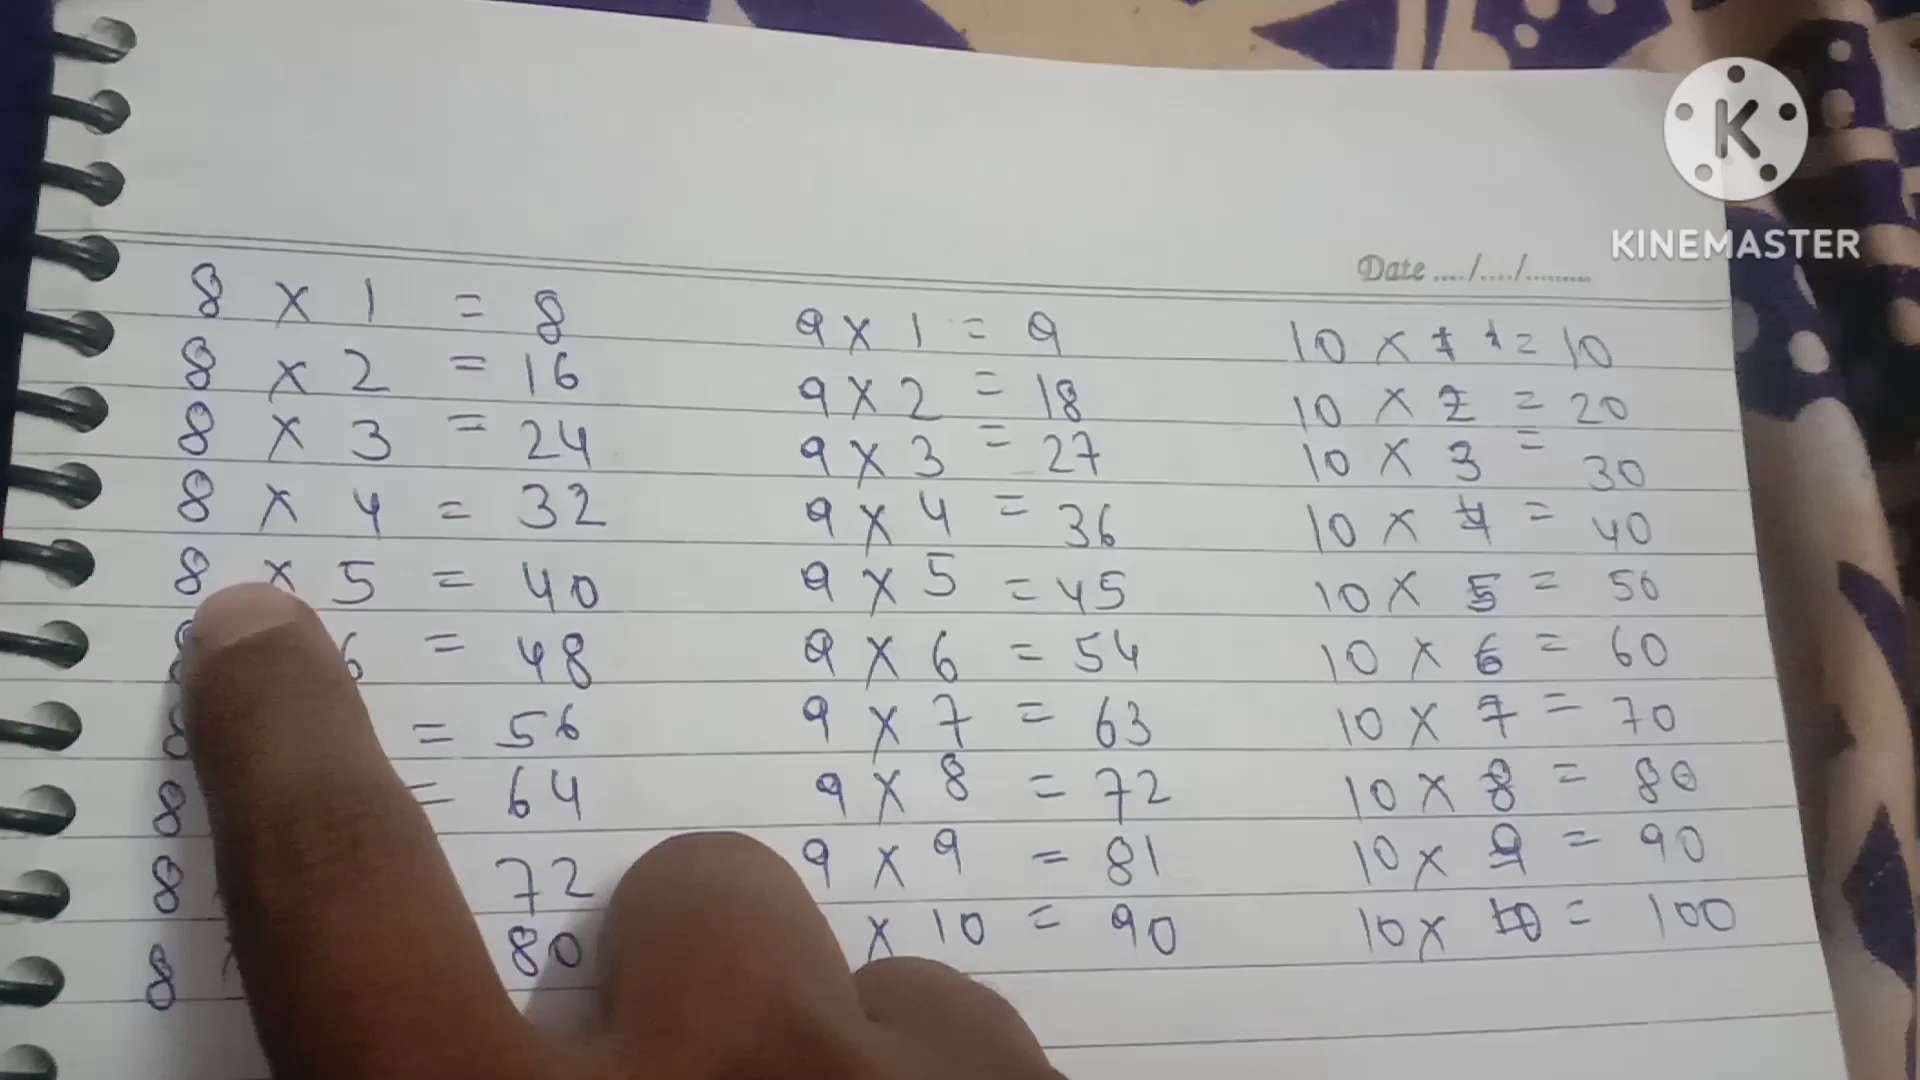 K
KINEMASTER
Date ..../..../.........
8 x 1 = 8
8 x 2 = 16
8 x 3 = 24
8 x 4 = 32
8 x 5 = 40
6 = 48
8 = 56
8 = 64
8 72
8 80
9 x 1 = 9
9 x 2 = 18
9 x 3 = 27
9 x 4 = 36
9 x 5 = 45
9 x 6 = 54
9 x 7 = 63
9 x 8 = 72
9 x 9 = 81
x 10 = 90
10 x 1 = 10
10 x 2 = 20
10 x 3 = 30
10 x 4 = 40
10 x 5 = 50
10 x 6 = 60
10 x 7 = 70
10 x 8 = 80
10 x 9 = 90
10 x 10 = 100